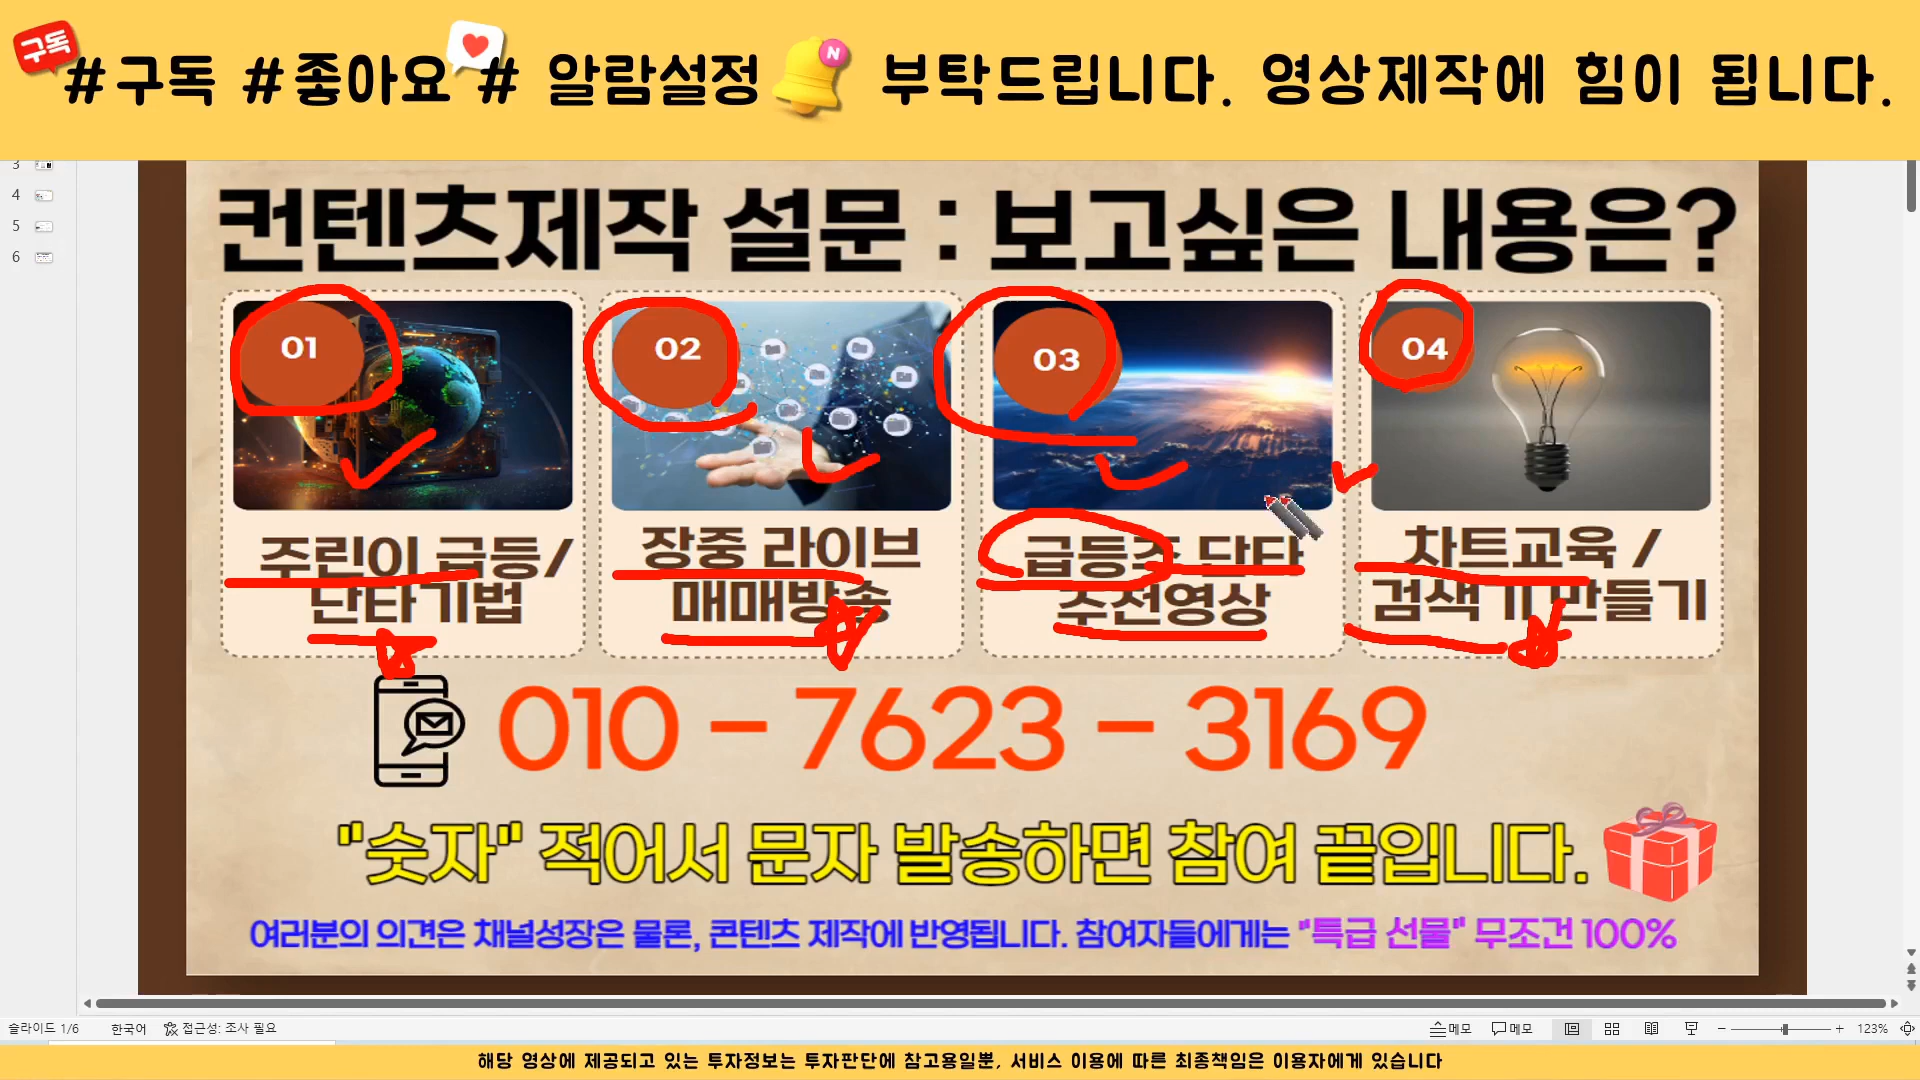 구독
#구독 #좋아요 # 알람설정 부탁드립니다. 영상제작에 힘이 됩니다.
N
3
4
5
6
컨텐츠제작 설문 : 보고싶은 내용은?
01
02
03
04
주린이 급등/
단타기법
장중 라이브
매매방송
급등주 단타
추천영상
차트교육 /
검색기만들기
010 - 7623 - 3169
"숫자" 적어서 문자 발송하면 참여 끝입니다.
여러분의 의견은 채널성장은 물론, 콘텐츠 제작에 반영됩니다. 참여자들에게는 "특급 선물" 무조건 100%
슬라이드 1/6 한국어 접근성: 조사 필요 메모 메모 123%
해당 영상에 제공되고 있는 투자정보는 투자판단에 참고용일뿐, 서비스 이용에 따른 최종책임은 이용자에게 있습니다